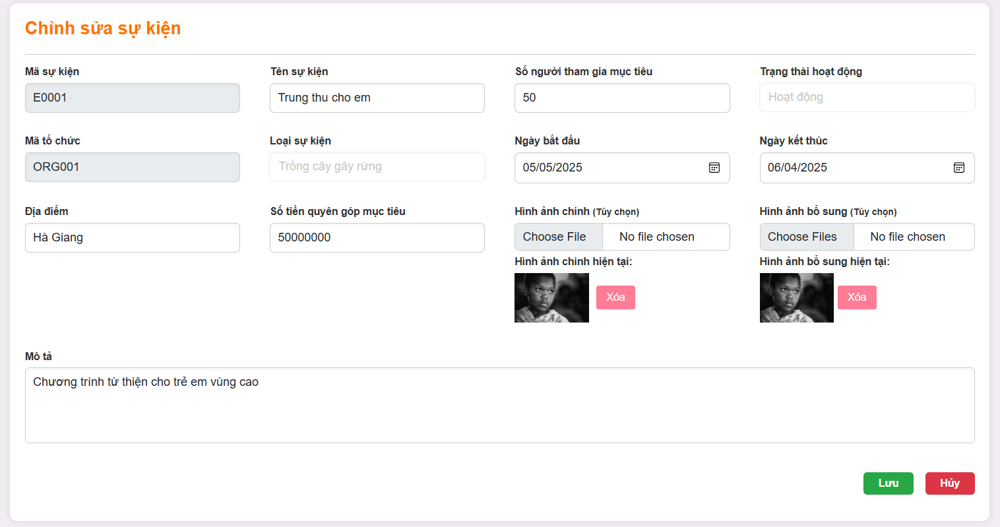 Chỉnh sửa sự kiện
Mã sự kiện
Tên sự kiện
Số người tham gia mục tiêu
Trạng thái hoạt động
E0001
Trung thu cho em
50
Hoạt động
Mã tổ chức
Loại sự kiện
Ngày bắt đầu
Ngày kết thúc
ORG001
Trồng cây gây rừng
05/05/2025
06/04/2025
Địa điểm
Số tiền quyên góp mục tiêu
Hình ảnh chính (Tùy chọn)
Hình ảnh bổ sung (Tùy chọn)
Hà Giang
50000000
Choose File No file chosen
Choose Files No file chosen
Hình ảnh chính hiện tại:
Hình ảnh bổ sung hiện tại:
Xóa
Xóa
Mô tả
Chương trình từ thiện cho trẻ em vùng cao
Lưu
Hủy